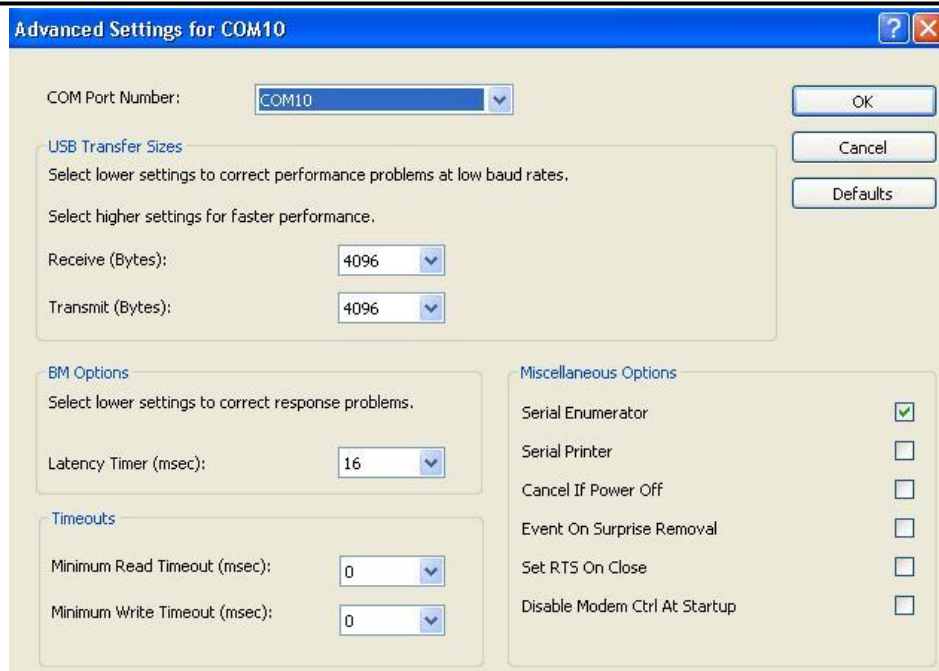 Advanced Settings for COM10
COM Port Number:
COM10
OK
Cancel
Defaults
USB Transfer Sizes
Select lower settings to correct performance problems at low baud rates.
Select higher settings for faster performance.
Receive (Bytes):
4096
Transmit (Bytes):
4096
BM Options
Select lower settings to correct response problems.
Latency Timer (msec):
16
Timeouts
Minimum Read Timeout (msec):
0
Minimum Write Timeout (msec):
0
Miscellaneous Options
Serial Enumerator
Serial Printer
Cancel If Power Off
Event On Surprise Removal
Set RTS On Close
Disable Modem Ctrl At Startup